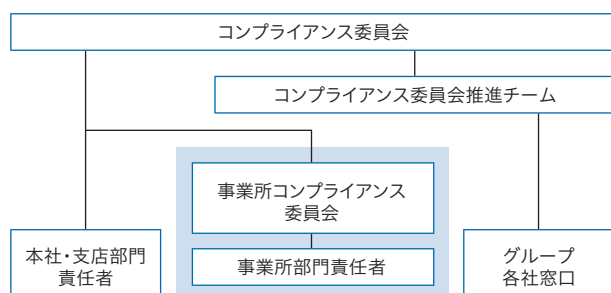 コンプライアンス委員会
コンプライアンス委員会推進チーム
事業所コンプライアンス
委員会
本社・支店部門
責任者
事業所部門責任者
グループ
各社窓口